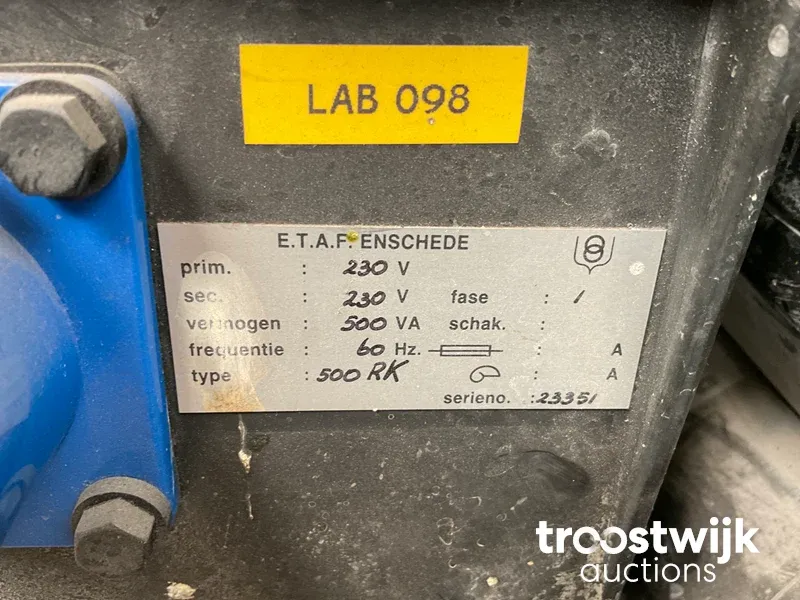 LAB 098
E.T.A.F. ENSCHEDE
prim. : 230 V
sec. : 230 V fase : 1
vermogen : 500 VA schak. :
frequentie : 60 Hz. : A
type : 500 RK : A
serieno. : 23351
troostwijk
auctions